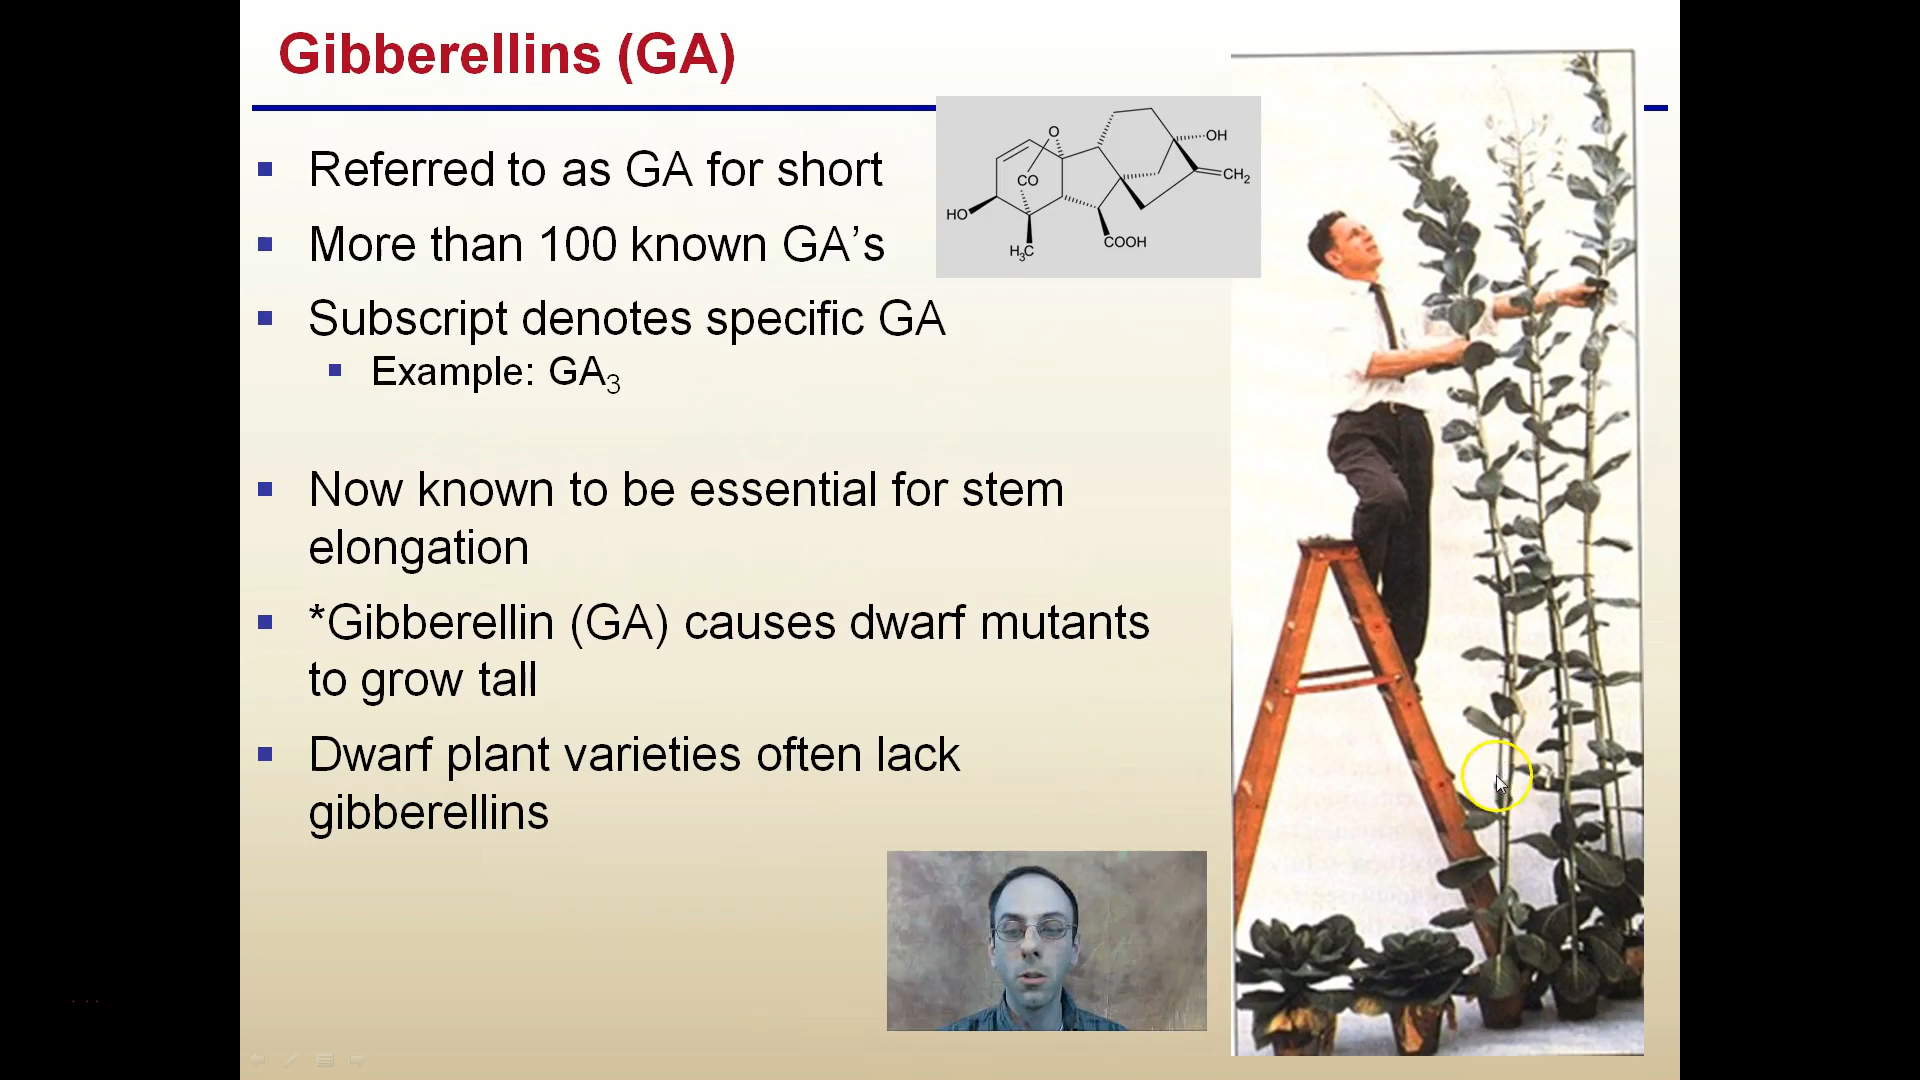 Gibberellins (GA)
Referred to as GA for short
More than 100 known GA's
Subscript denotes specific GA
Example: GA₃
Now known to be essential for stem
elongation
*Gibberellin (GA) causes dwarf mutants
to grow tall
Dwarf plant varieties often lack
gibberellins
O
OH
CO
CH₂
HO
COOH
H₃C